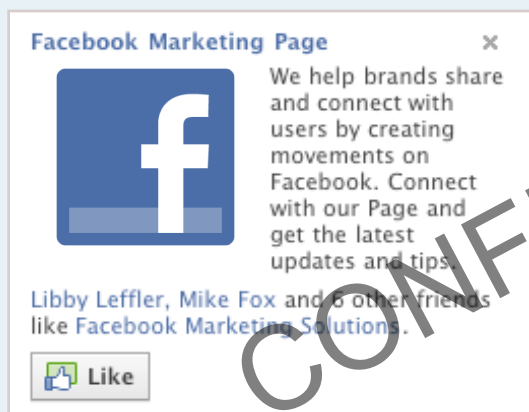 Facebook Marketing Page
We help brands share
and connect with
users by creating
movements on
Facebook. Connect
with our Page and
get the latest
updates and tips.
Libby Leffler, Mike Fox and 6 other friends
like Facebook Marketing Solutions.
Like
CONF